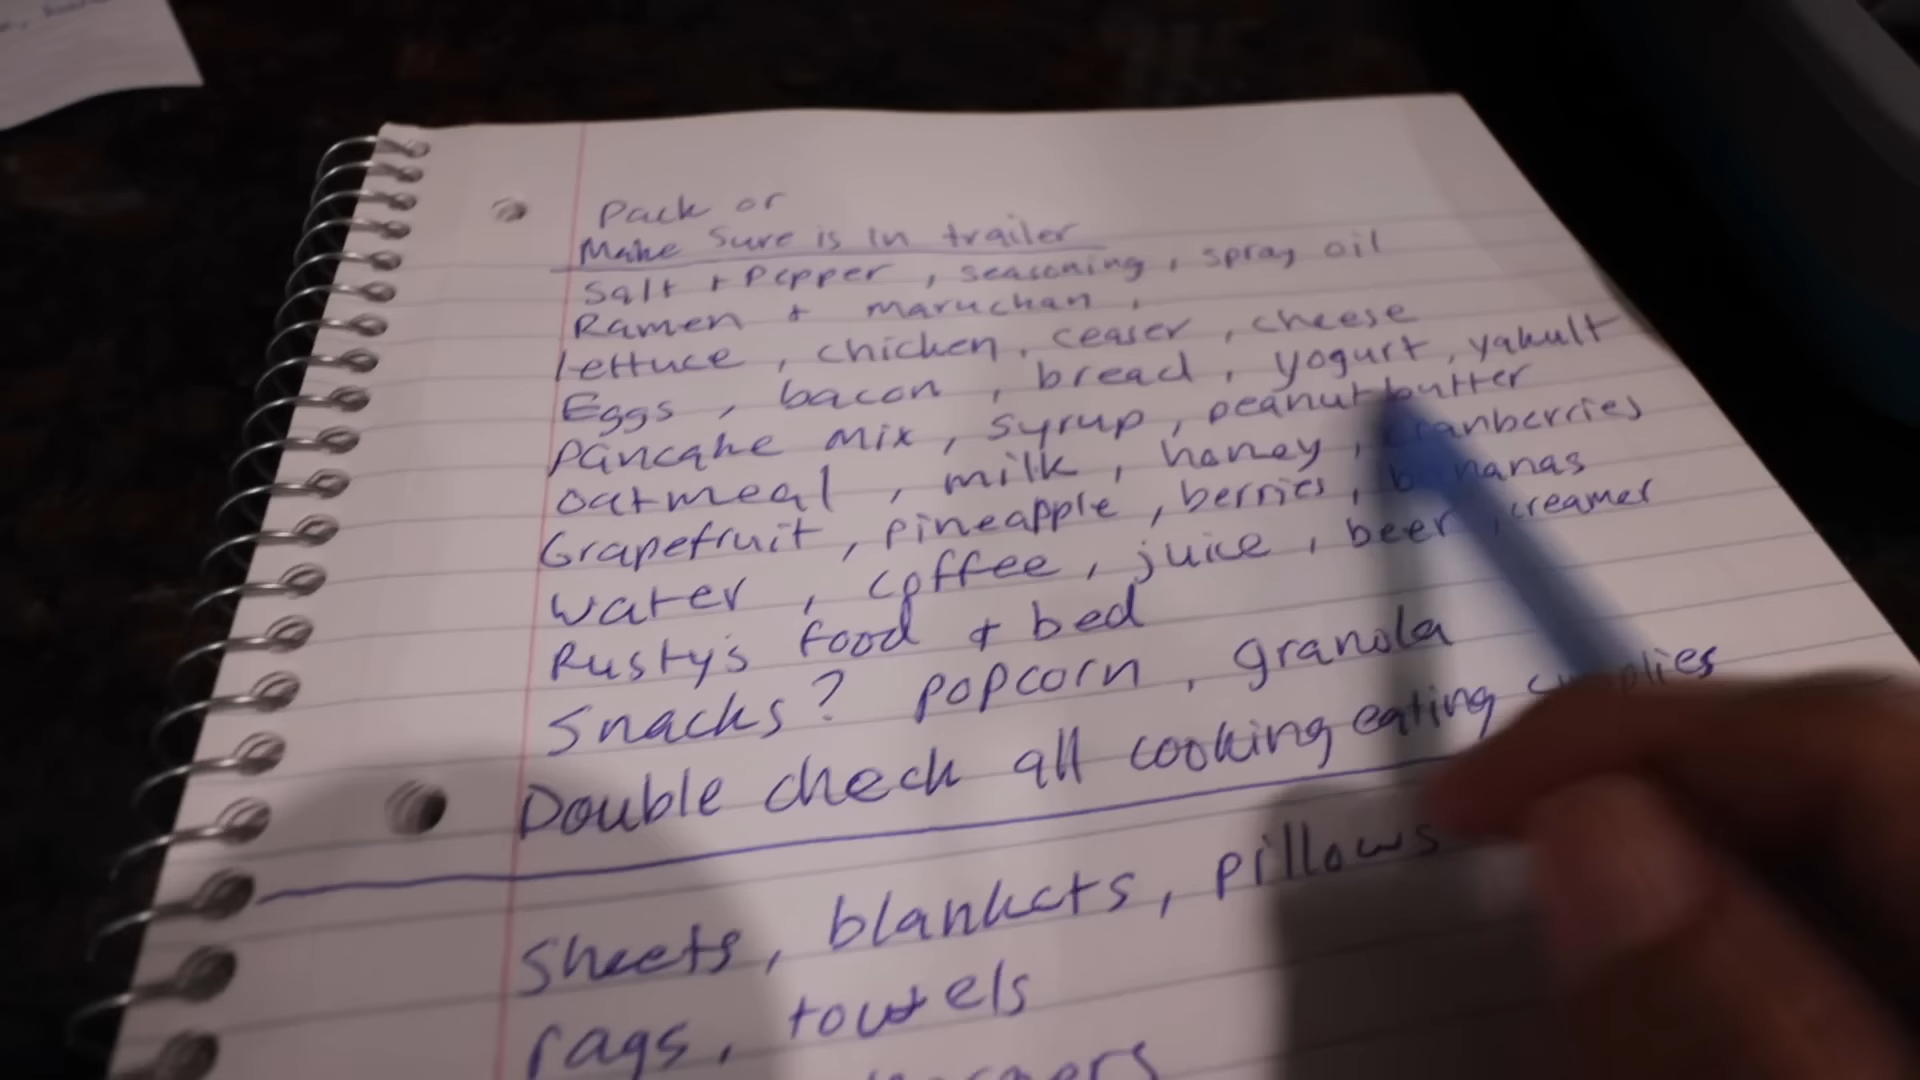 Pack or
Make Sure is in trailer
Salt + Pepper, seasoning, spray oil
Ramen + maruchan,
lettuce, chicken, ceaser, cheese
Eggs, bacon, bread, yogurt, yakult
Pancake mix, syrup, peanut butter
oatmeal, milk, honey, cranberries
Grapefruit, pineapple, berries, bananas
water, coffee, juice, beer, creamer
Rusty's food + bed
Snacks? popcorn, granola
Double check all cooking eating supplies
Sheets, blankets, pillows
rags, towels